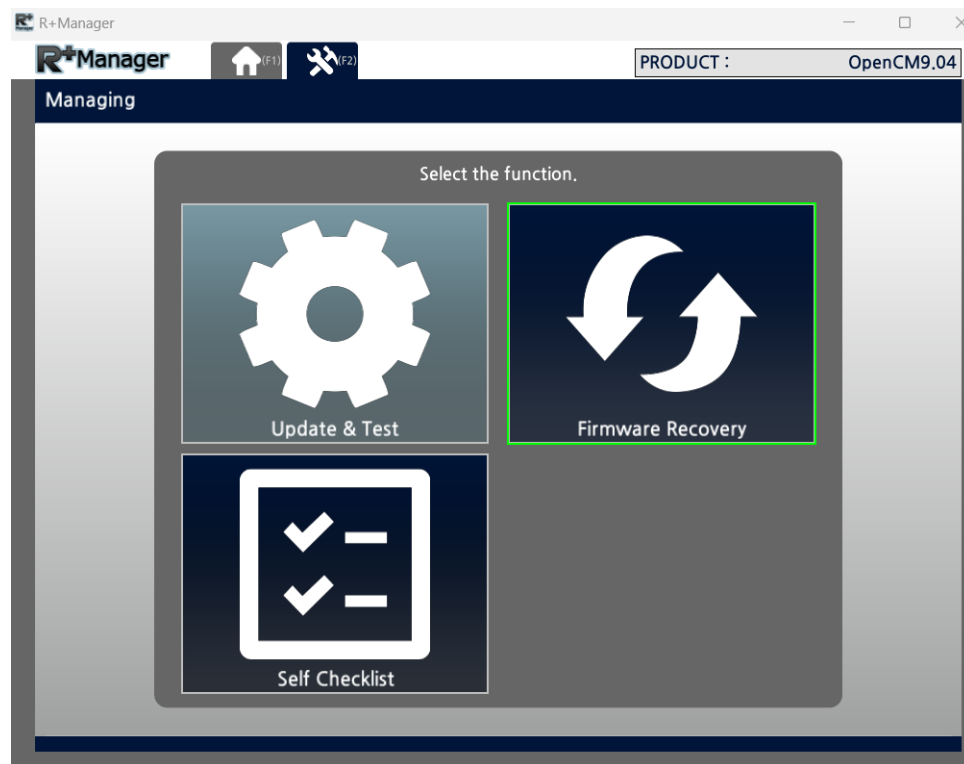 R+Manager
R+Manager (F1) (F2) PRODUCT : OpenCM9.04
Managing
Select the function.
Update & Test
Firmware Recovery
Self Checklist